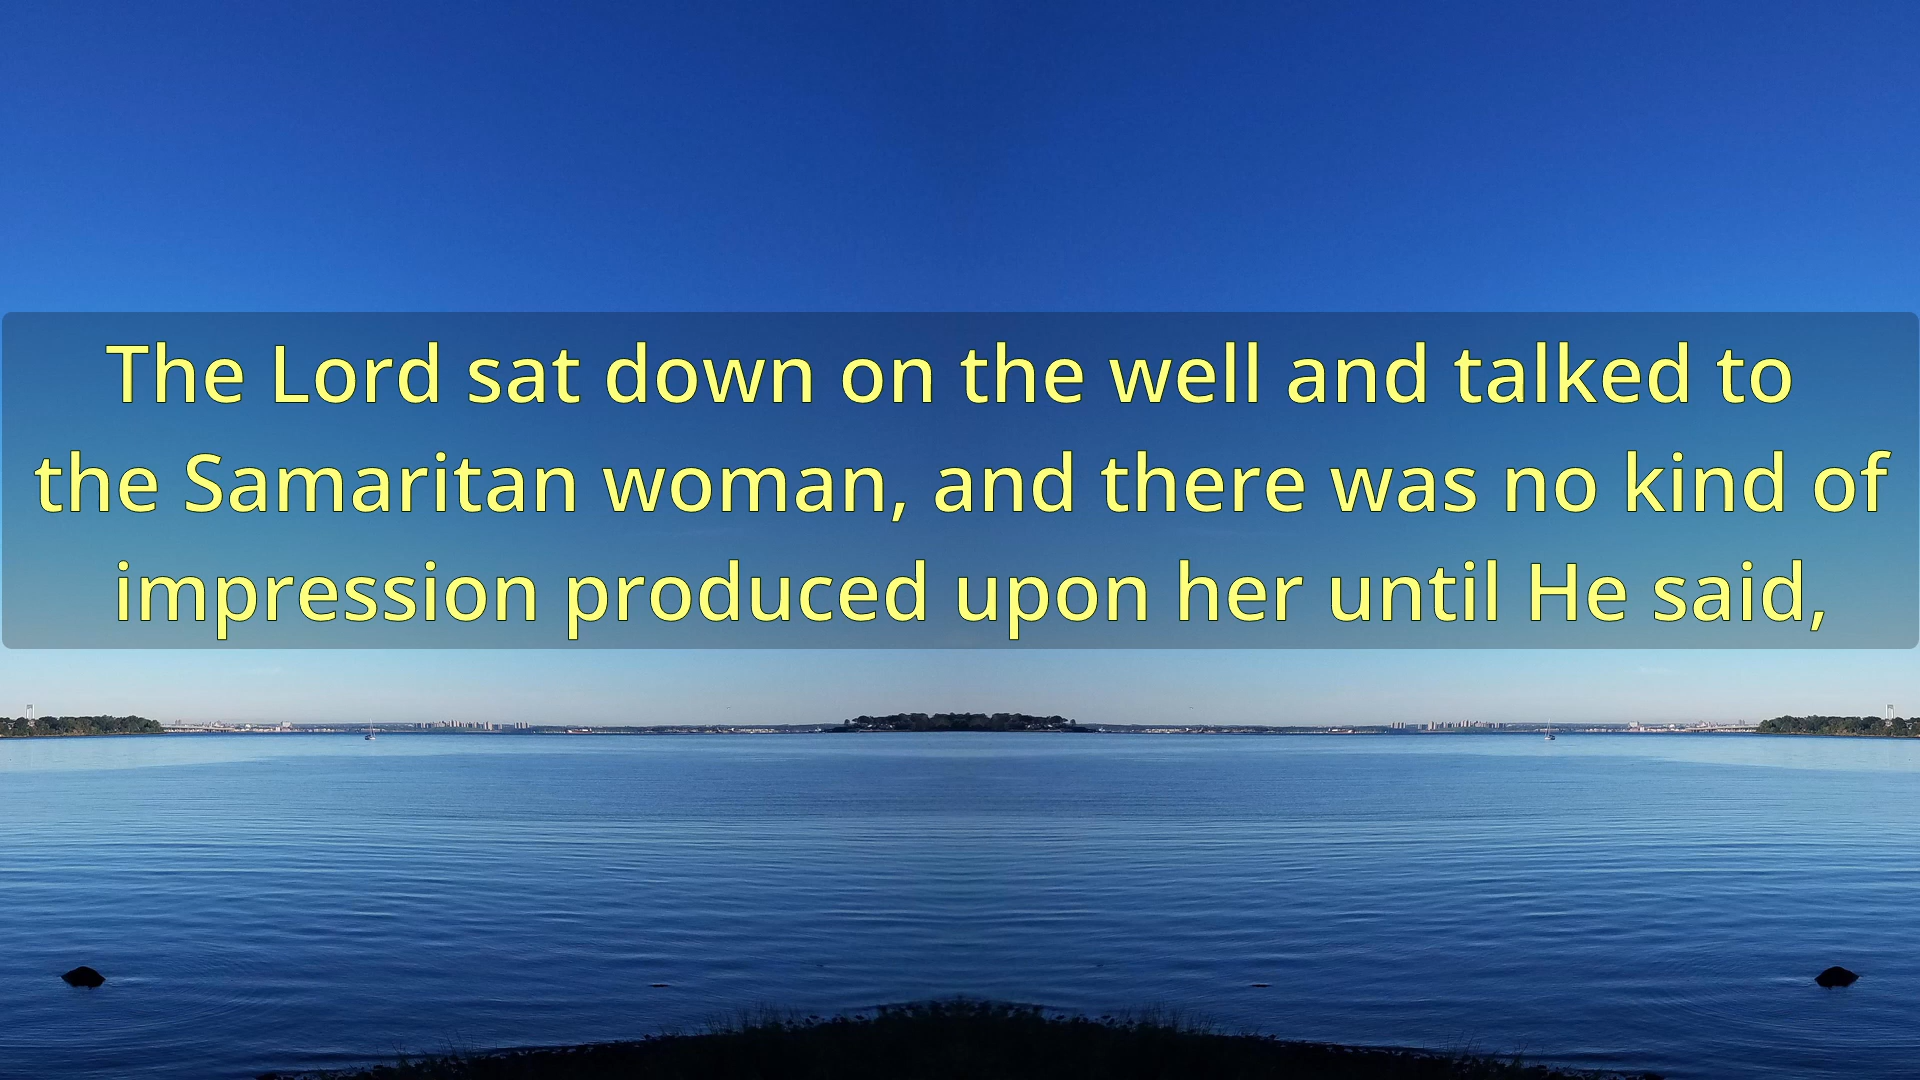 The Lord sat down on the well and talked to
the Samaritan woman, and there was no kind of
impression produced upon her until He said,